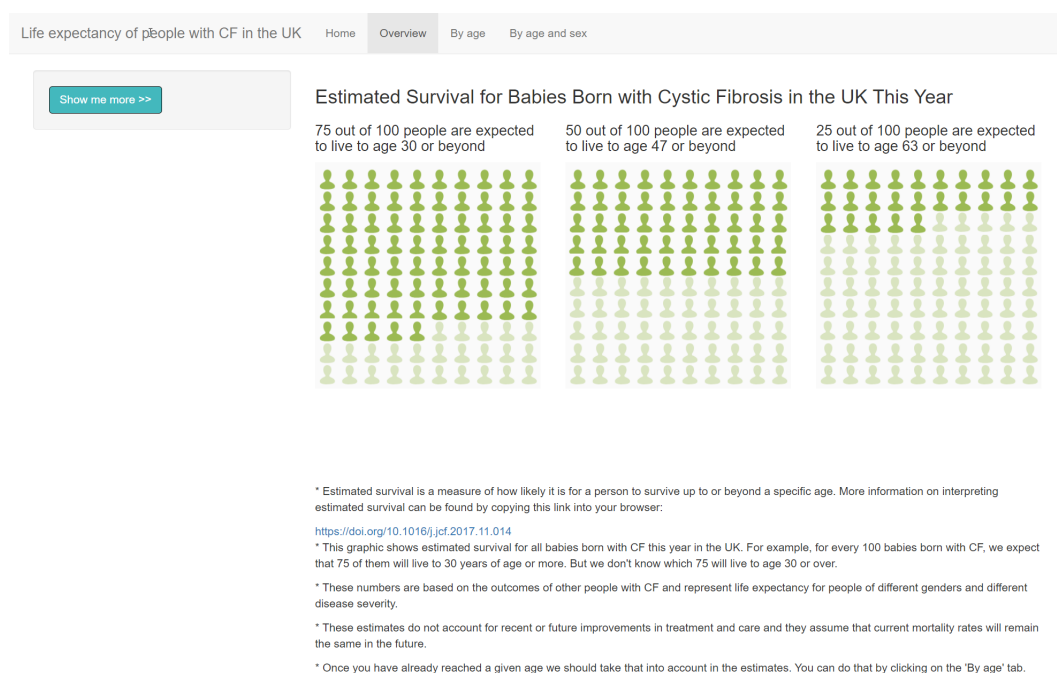 Life expectancy of people with CF in the UK Home Overview By age By age and sex
Show me more >>
Estimated Survival for Babies Born with Cystic Fibrosis in the UK This Year
75 out of 100 people are expected
to live to age 30 or beyond
50 out of 100 people are expected
to live to age 47 or beyond
25 out of 100 people are expected
to live to age 63 or beyond
* Estimated survival is a measure of how likely it is for a person to survive up to or beyond a specific age. More information on interpreting
estimated survival can be found by copying this link into your browser:
https://doi.org/10.1016/j.jcf.2017.11.014
* This graphic shows estimated survival for all babies born with CF this year in the UK. For example, for every 100 babies born with CF, we expect
that 75 of them will live to 30 years of age or more. But we don't know which 75 will live to age 30 or over.
* These numbers are based on the outcomes of other people with CF and represent life expectancy for people of different genders and different
disease severity.
* These estimates do not account for recent or future improvements in treatment and care and they assume that current mortality rates will remain
the same in the future.
* Once you have already reached a given age we should take that into account in the estimates. You can do that by clicking on the 'By age' tab.